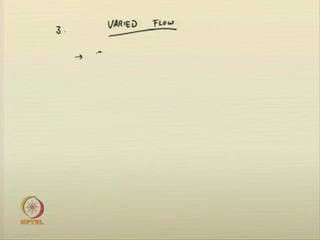 3. VARIED FLOW
→
NPTEL